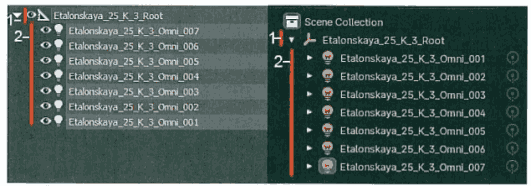 1
Etalonskaya_25_K_3_Root
2
Etalonskaya_25_K_3_Omni_007
Etalonskaya_25_K_3_Omni_006
Etalonskaya_25_K_3_Omni_005
Etalonskaya_25_K_3_Omni_004
Etalonskaya_25_K_3_Omni_003
Etalonskaya_25_K_3_Omni_002
Etalonskaya_25_K_3_Omni_001
Scene Collection
1
Etalonskaya_25_K_3_Root
2
Etalonskaya_25_K_3_Omni_001
Etalonskaya_25_K_3_Omni_002
Etalonskaya_25_K_3_Omni_003
Etalonskaya_25_K_3_Omni_004
Etalonskaya_25_K_3_Omni_005
Etalonskaya_25_K_3_Omni_006
Etalonskaya_25_K_3_Omni_007